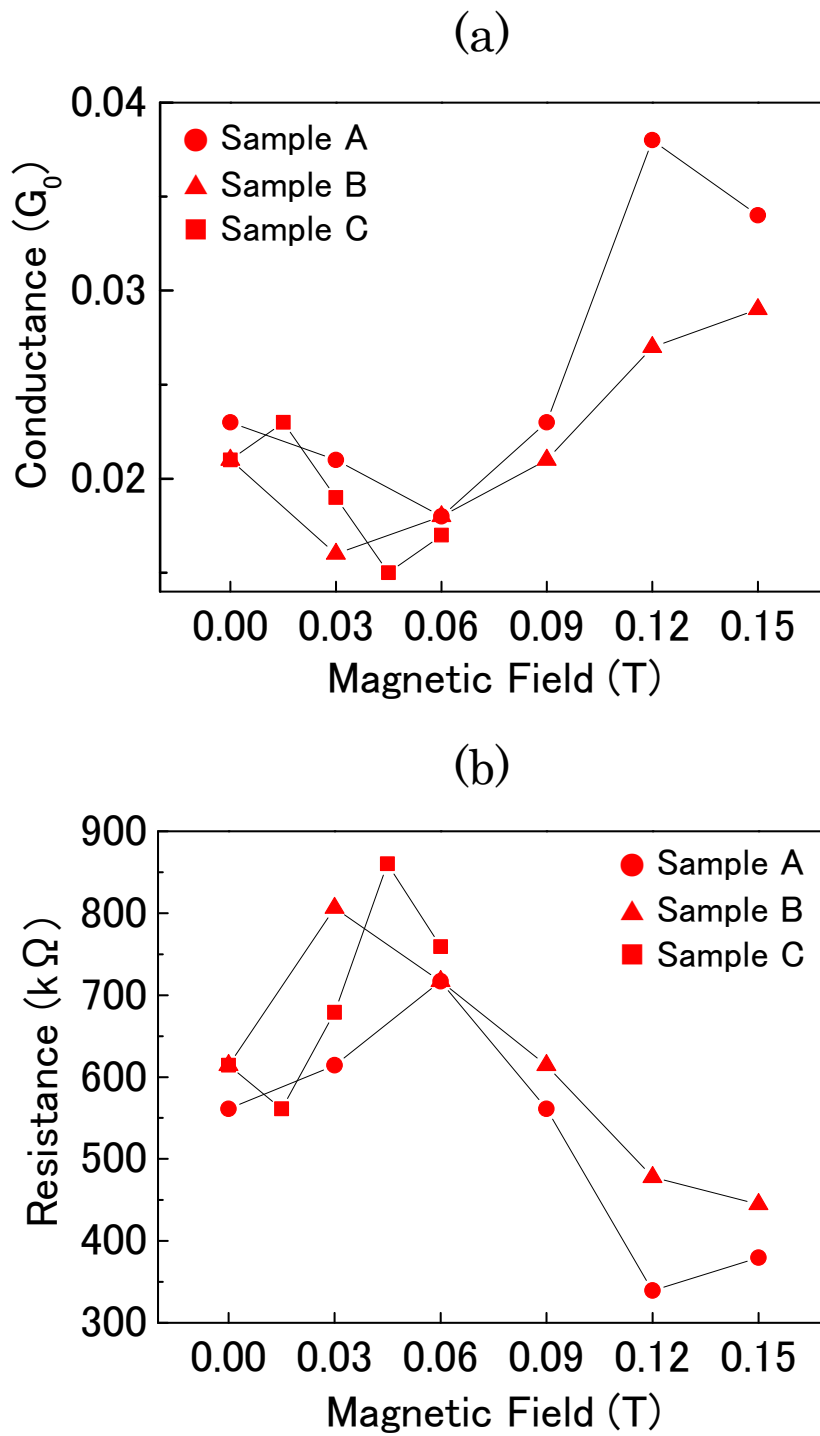 (a)
0.04
0.03
0.02
Conductance (G₀)
Sample A
Sample B
Sample C
0.00 0.03 0.06 0.09 0.12 0.15
Magnetic Field (T)
(b)
900
800
700
600
500
400
300
Resistance (kΩ)
Sample A
Sample B
Sample C
0.00 0.03 0.06 0.09 0.12 0.15
Magnetic Field (T)